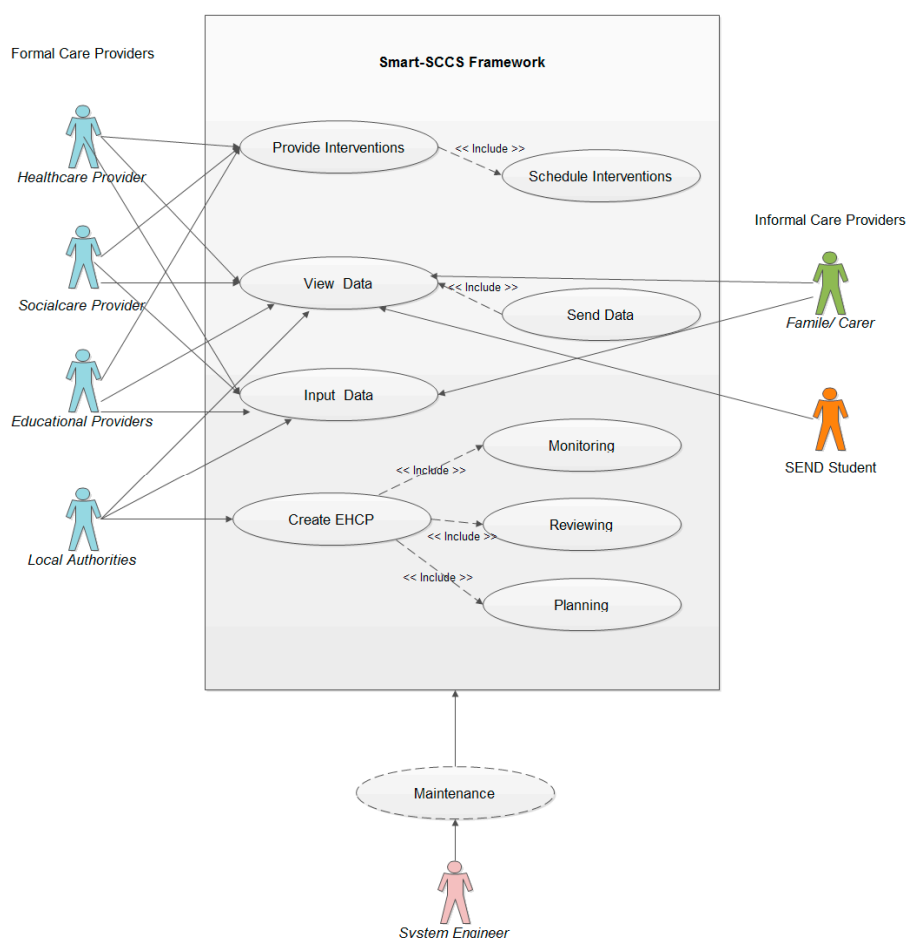 Formal Care Providers
Smart-SCCS Framework
Healthcare Provider
Provide Interventions
<< Include >>
Schedule Interventions
Informal Care Providers
Socialcare Provider
View Data
<< Include >>
Send Data
Famile/ Carer
Educational Providers
Input Data
Monitoring
SEND Student
<< Include >>
Local Authorities
Create EHCP
Reviewing
<< Include >>
<< Include >>
Planning
Maintenance
System Engineer